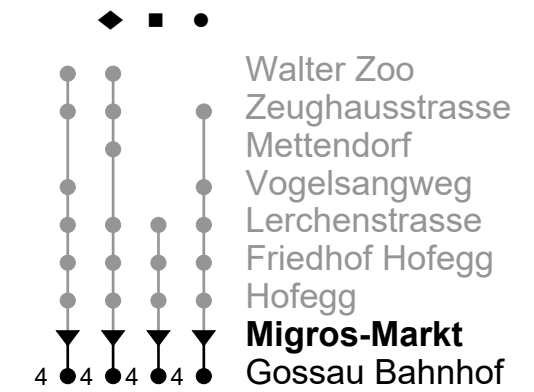 Walter Zoo
Zeughausstrasse
Mettendorf
Vogelsangweg
Lerchenstrasse
Friedhof Hofegg
Hofegg
Migros-Markt
4 4 4 4 Gossau Bahnhof